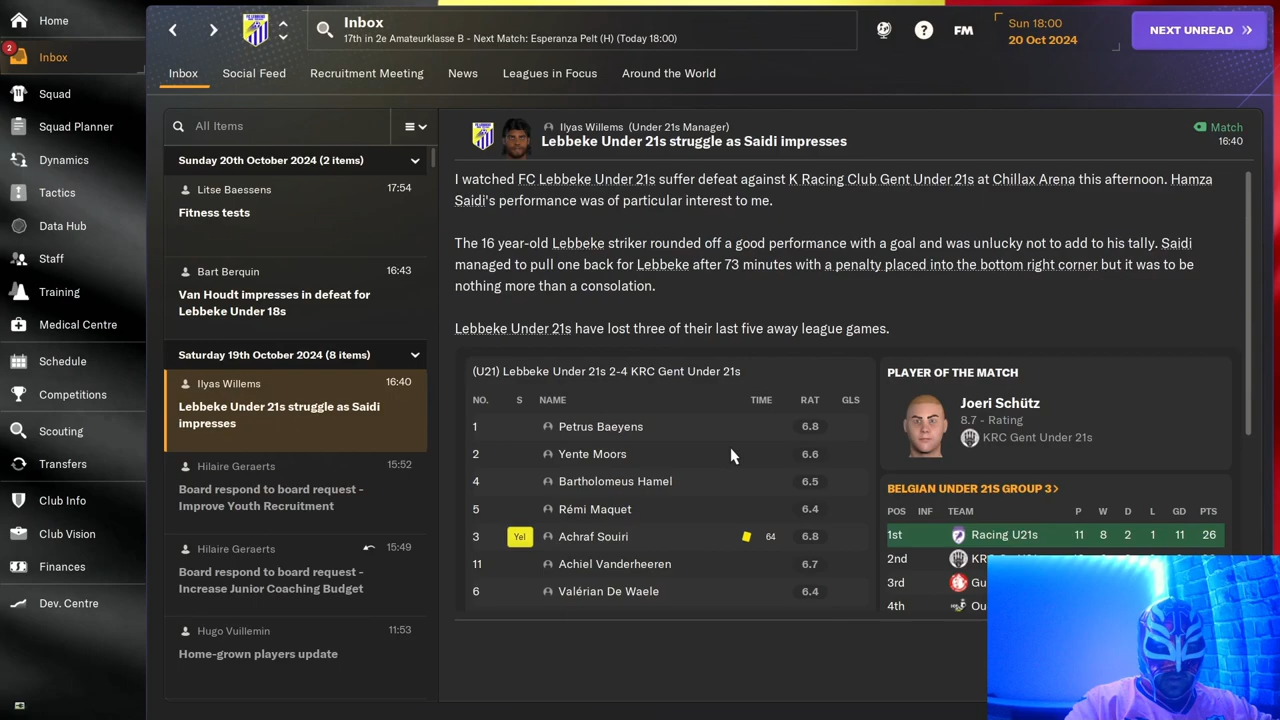 Home
2
Inbox
Squad
Squad Planner
Dynamics
Tactics
Data Hub
Staff
Training
Medical Centre
Schedule
Competitions
Scouting
Transfers
Club Info
Club Vision
Finances
Dev. Centre
Inbox
17th in 2e Amateurklasse B - Next Match: Esperanza Pelt (H) (Today 18:00)
?
FM
Sun 18:00
20 Oct 2024
NEXT UNREAD
Inbox Social Feed Recruitment Meeting News Leagues in Focus Around the World
All Items
Sunday 20th October 2024 (2 items)
Litse Baessens 17:54
Fitness tests
Bart Berquin 16:43
Van Houdt impresses in defeat for
Lebbeke Under 18s
Saturday 19th October 2024 (8 items)
Ilyas Willems 16:40
Lebbeke Under 21s struggle as Saidi
impresses
Hilaire Geraerts 15:52
Board respond to board request -
Improve Youth Recruitment
Hilaire Geraerts 15:49
Board respond to board request -
Increase Junior Coaching Budget
Hugo Vuillemin 11:53
Home-grown players update
Ilyas Willems (Under 21s Manager)
Lebbeke Under 21s struggle as Saidi impresses
Match
16:40
I watched FC Lebbeke Under 21s suffer defeat against K Racing Club Gent Under 21s at Chillax Arena this afternoon. Hamza
Saidi's performance was of particular interest to me.
The 16 year-old Lebbeke striker rounded off a good performance with a goal and was unlucky not to add to his tally. Saidi
managed to pull one back for Lebbeke after 73 minutes with a penalty placed into the bottom right corner but it was to be
nothing more than a consolation.
Lebbeke Under 21s have lost three of their last five away league games.
(U21) Lebbeke Under 21s 2-4 KRC Gent Under 21s
NO. S NAME TIME RAT GLS
1 Petrus Baeyens 6.8
2 Yente Moors 6.6
4 Bartholomeus Hamel 6.5
5 Rémi Maquet 6.4
3 Yel Achraf Souiri 64 6.8
11 Achiel Vanderheeren 6.7
6 Valérian De Waele 6.4
PLAYER OF THE MATCH
Joeri Schütz
8.7 - Rating
KRC Gent Under 21s
BELGIAN UNDER 21S GROUP 3>
POS INF TEAM P W D L GD PTS
1st Racing U21s 11 8 2 1 11 26
2nd
3rd Gu
4th Ou